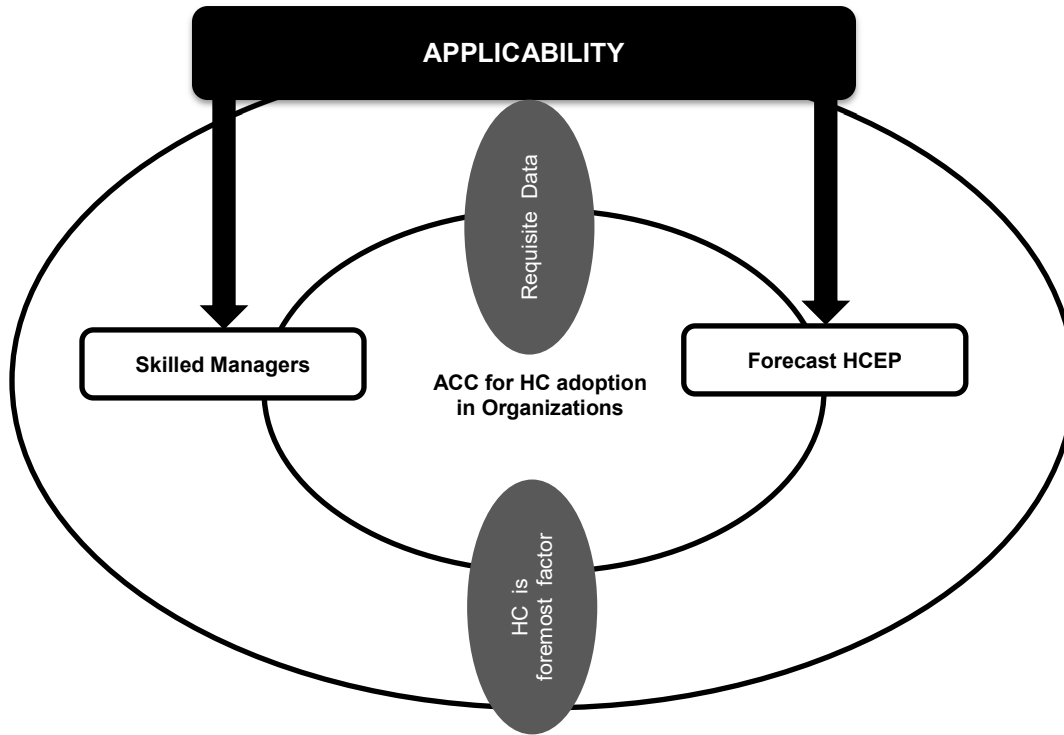 APPLICABILITY
Requisite Data
Skilled Managers
Forecast HCEP
ACC for HC adoption
in Organizations
HC is
foremost factor